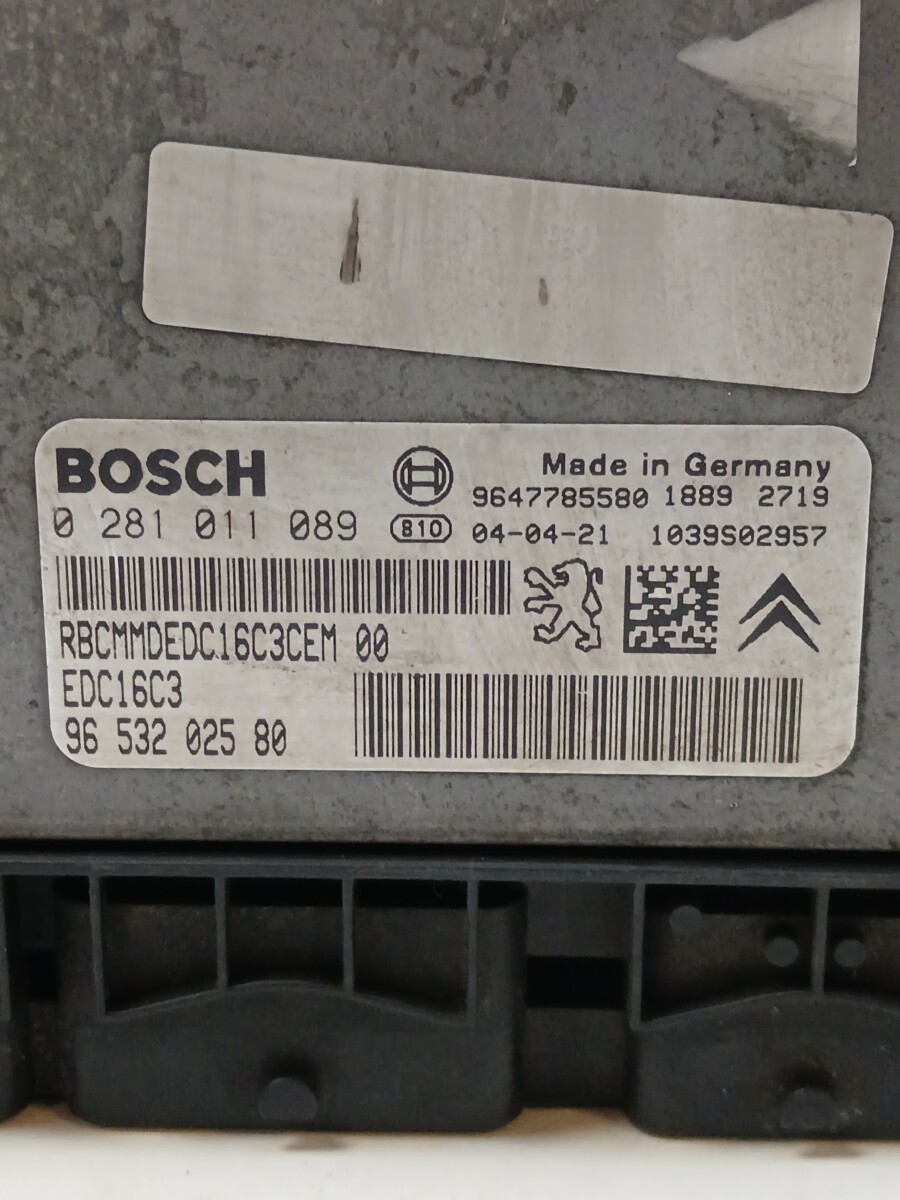 BOSCH
Made in Germany
9647785580 1889 2719
0 281 011 089
810
04-04-21 1039S02957
RBCMMDEDC16C3CEM 00
EDC16C3
96 532 025 80